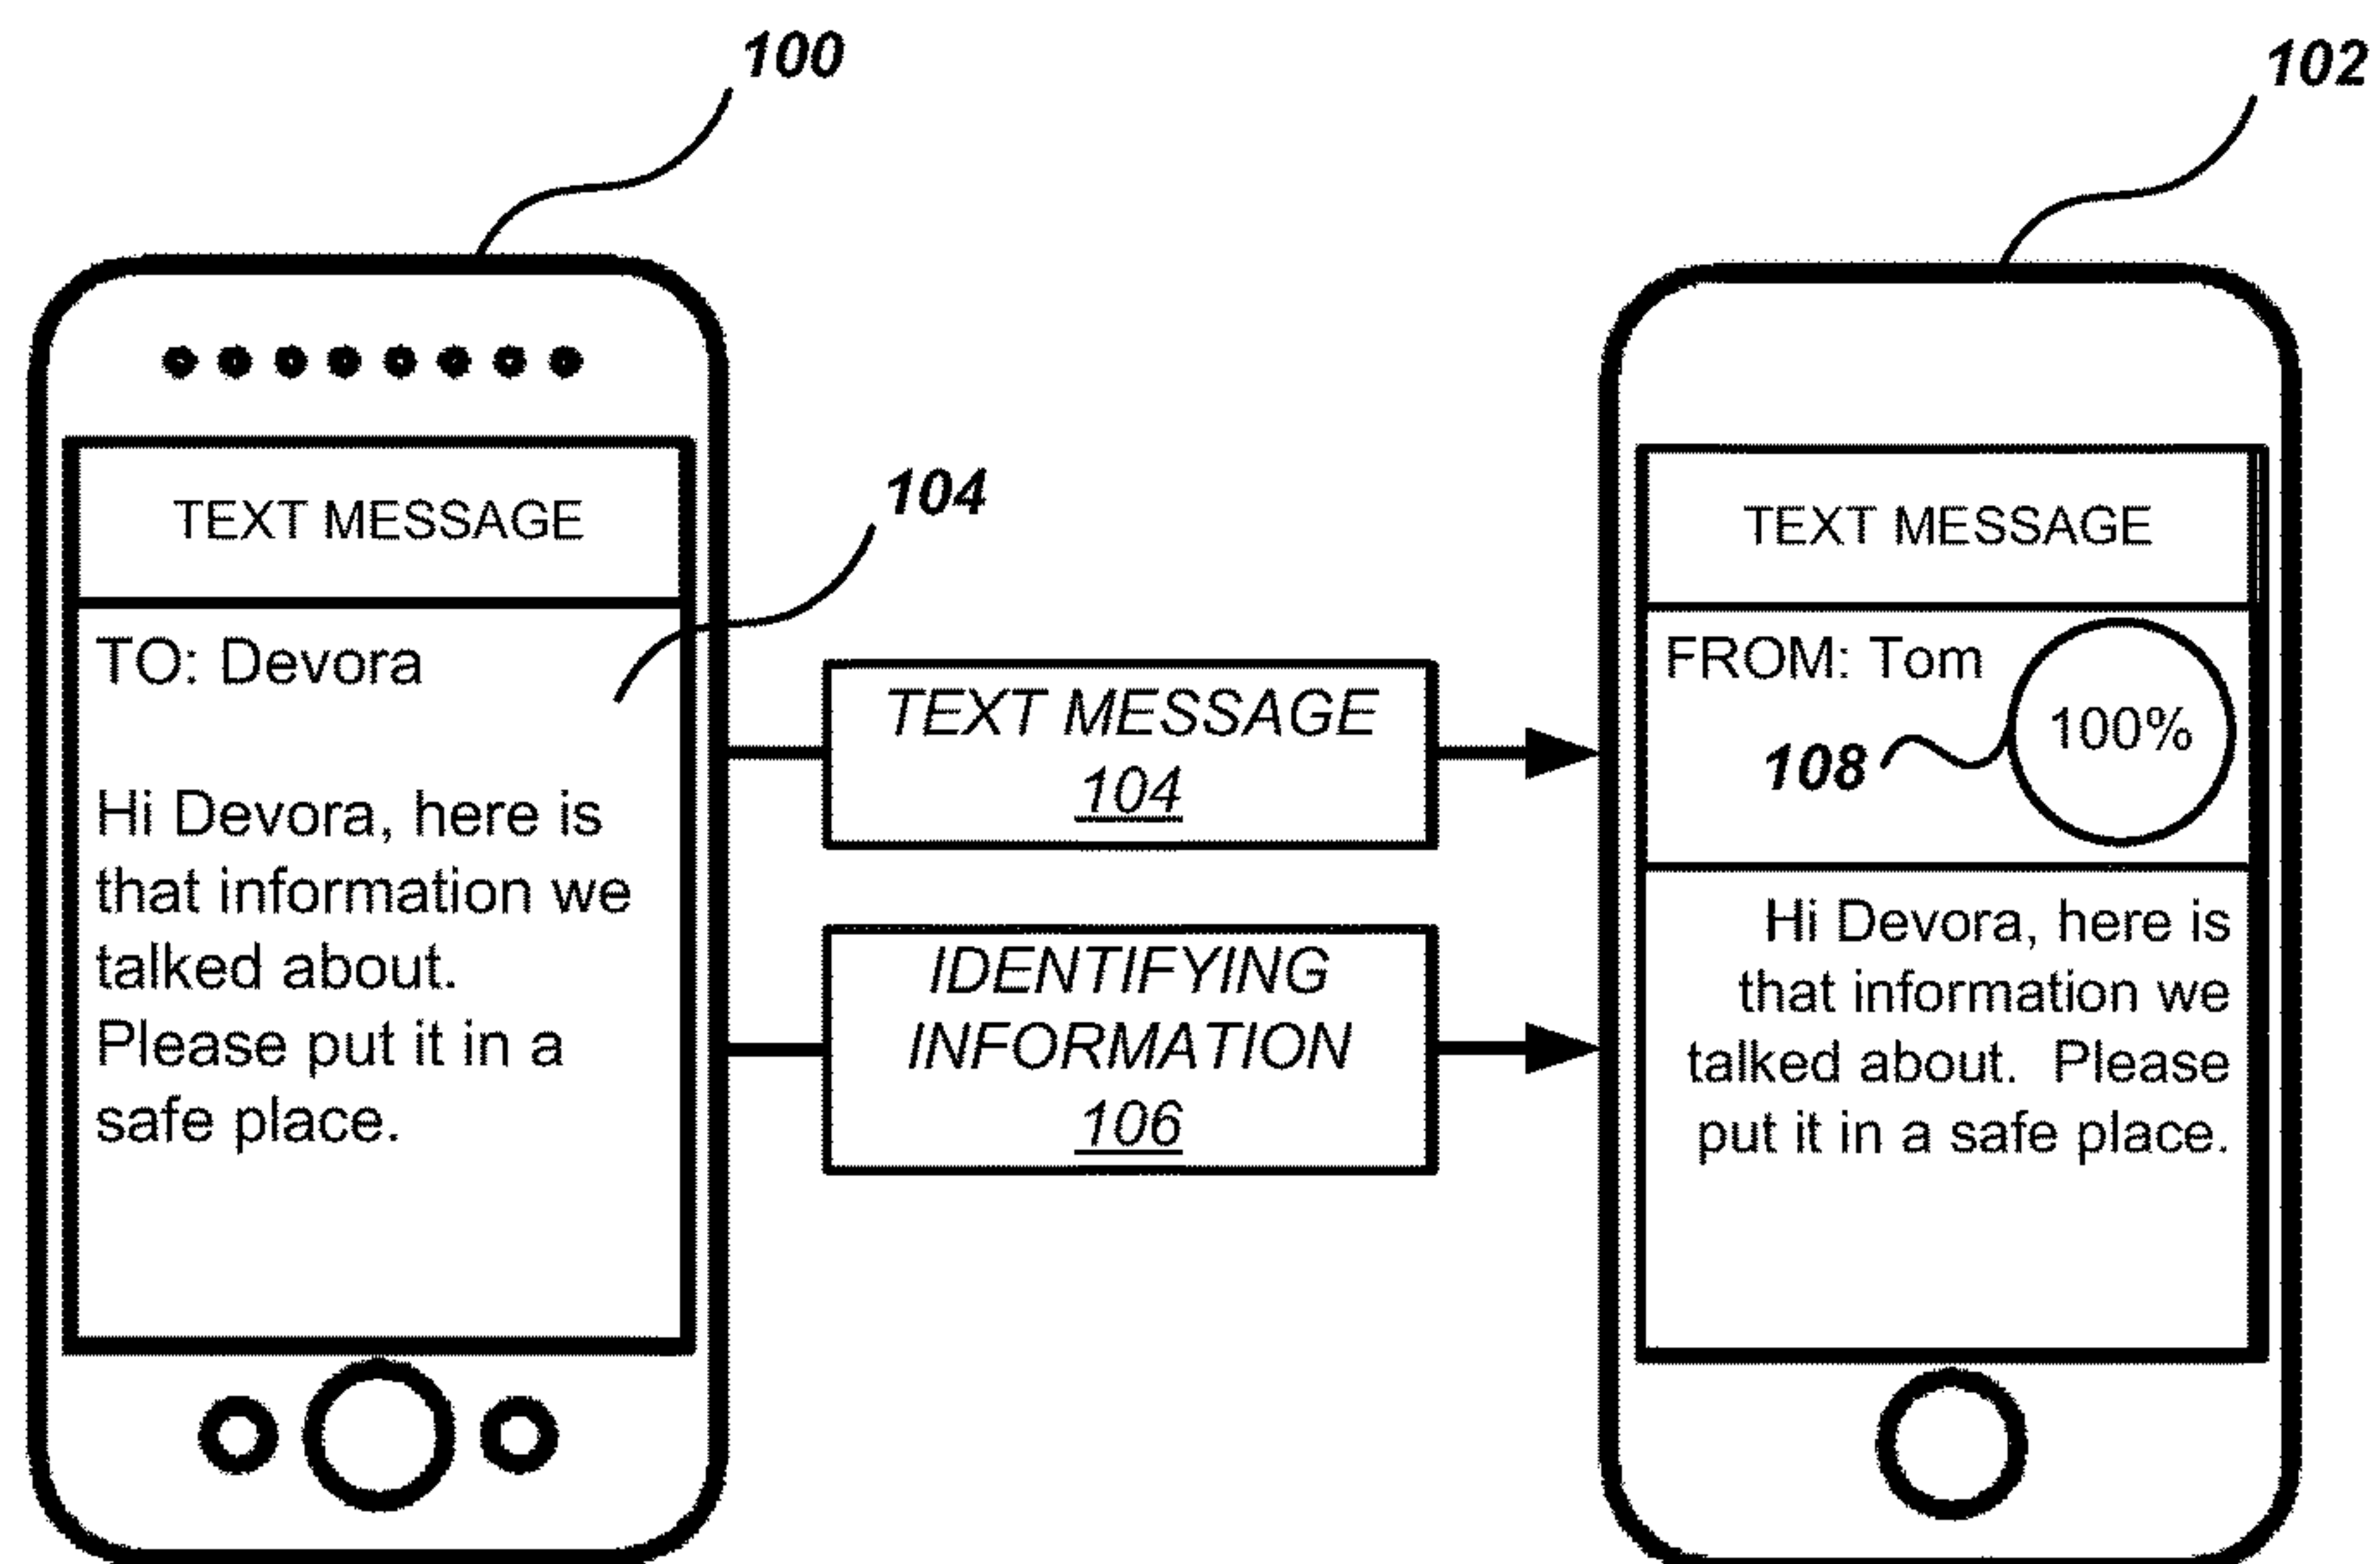 100
102
TEXT MESSAGE
104
TO: Devora
Hi Devora, here is
that information we
talked about.
Please put it in a
safe place.
TEXT MESSAGE
104
IDENTIFYING
INFORMATION
106
TEXT MESSAGE
FROM: Tom
100%
108
Hi Devora, here is
that information we
talked about. Please
put it in a safe place.